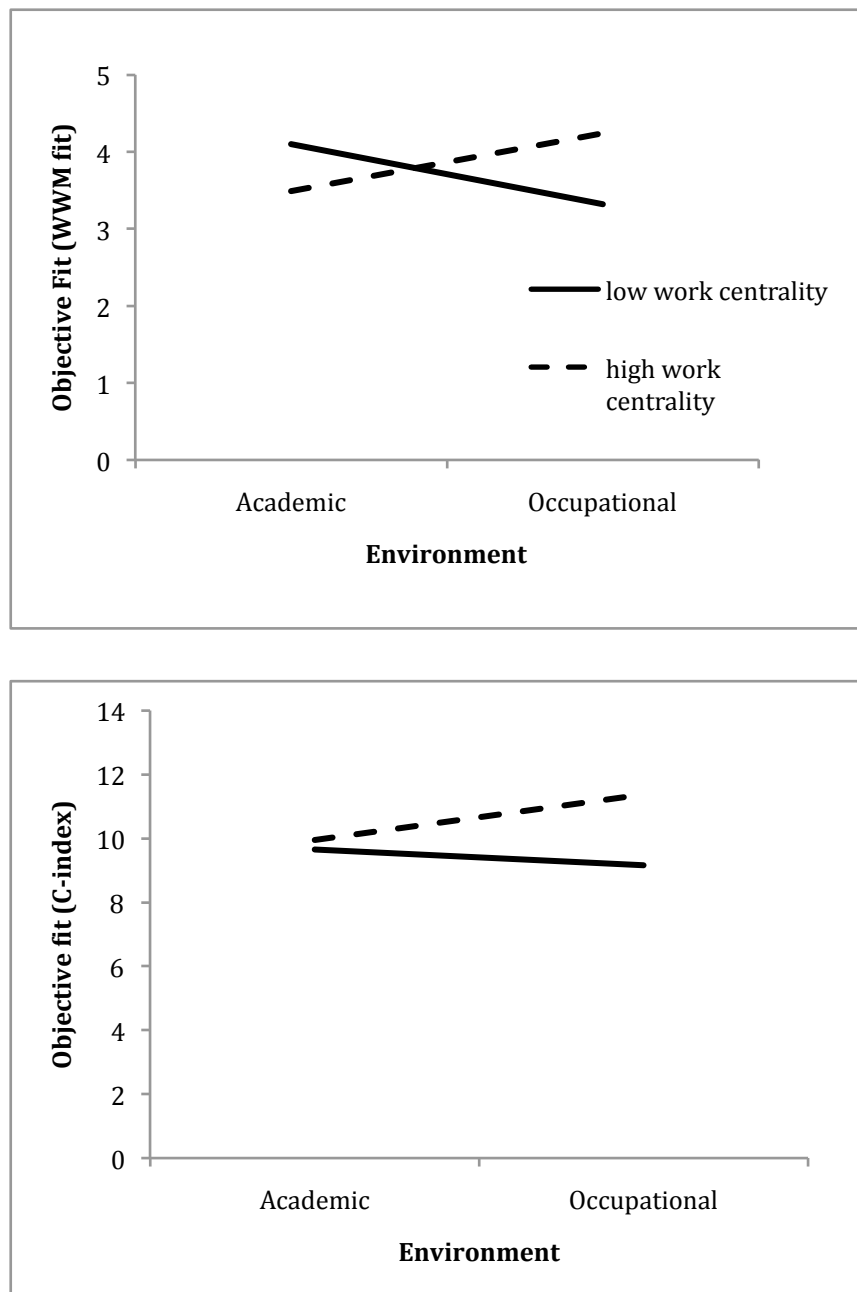 5
4
3
2
1
0
Objective Fit (WWM fit)
low work centrality
high work
centrality
Academic
Occupational
Environment
14
12
10
8
6
4
2
0
Objective fit (C-index)
Academic
Occupational
Environment